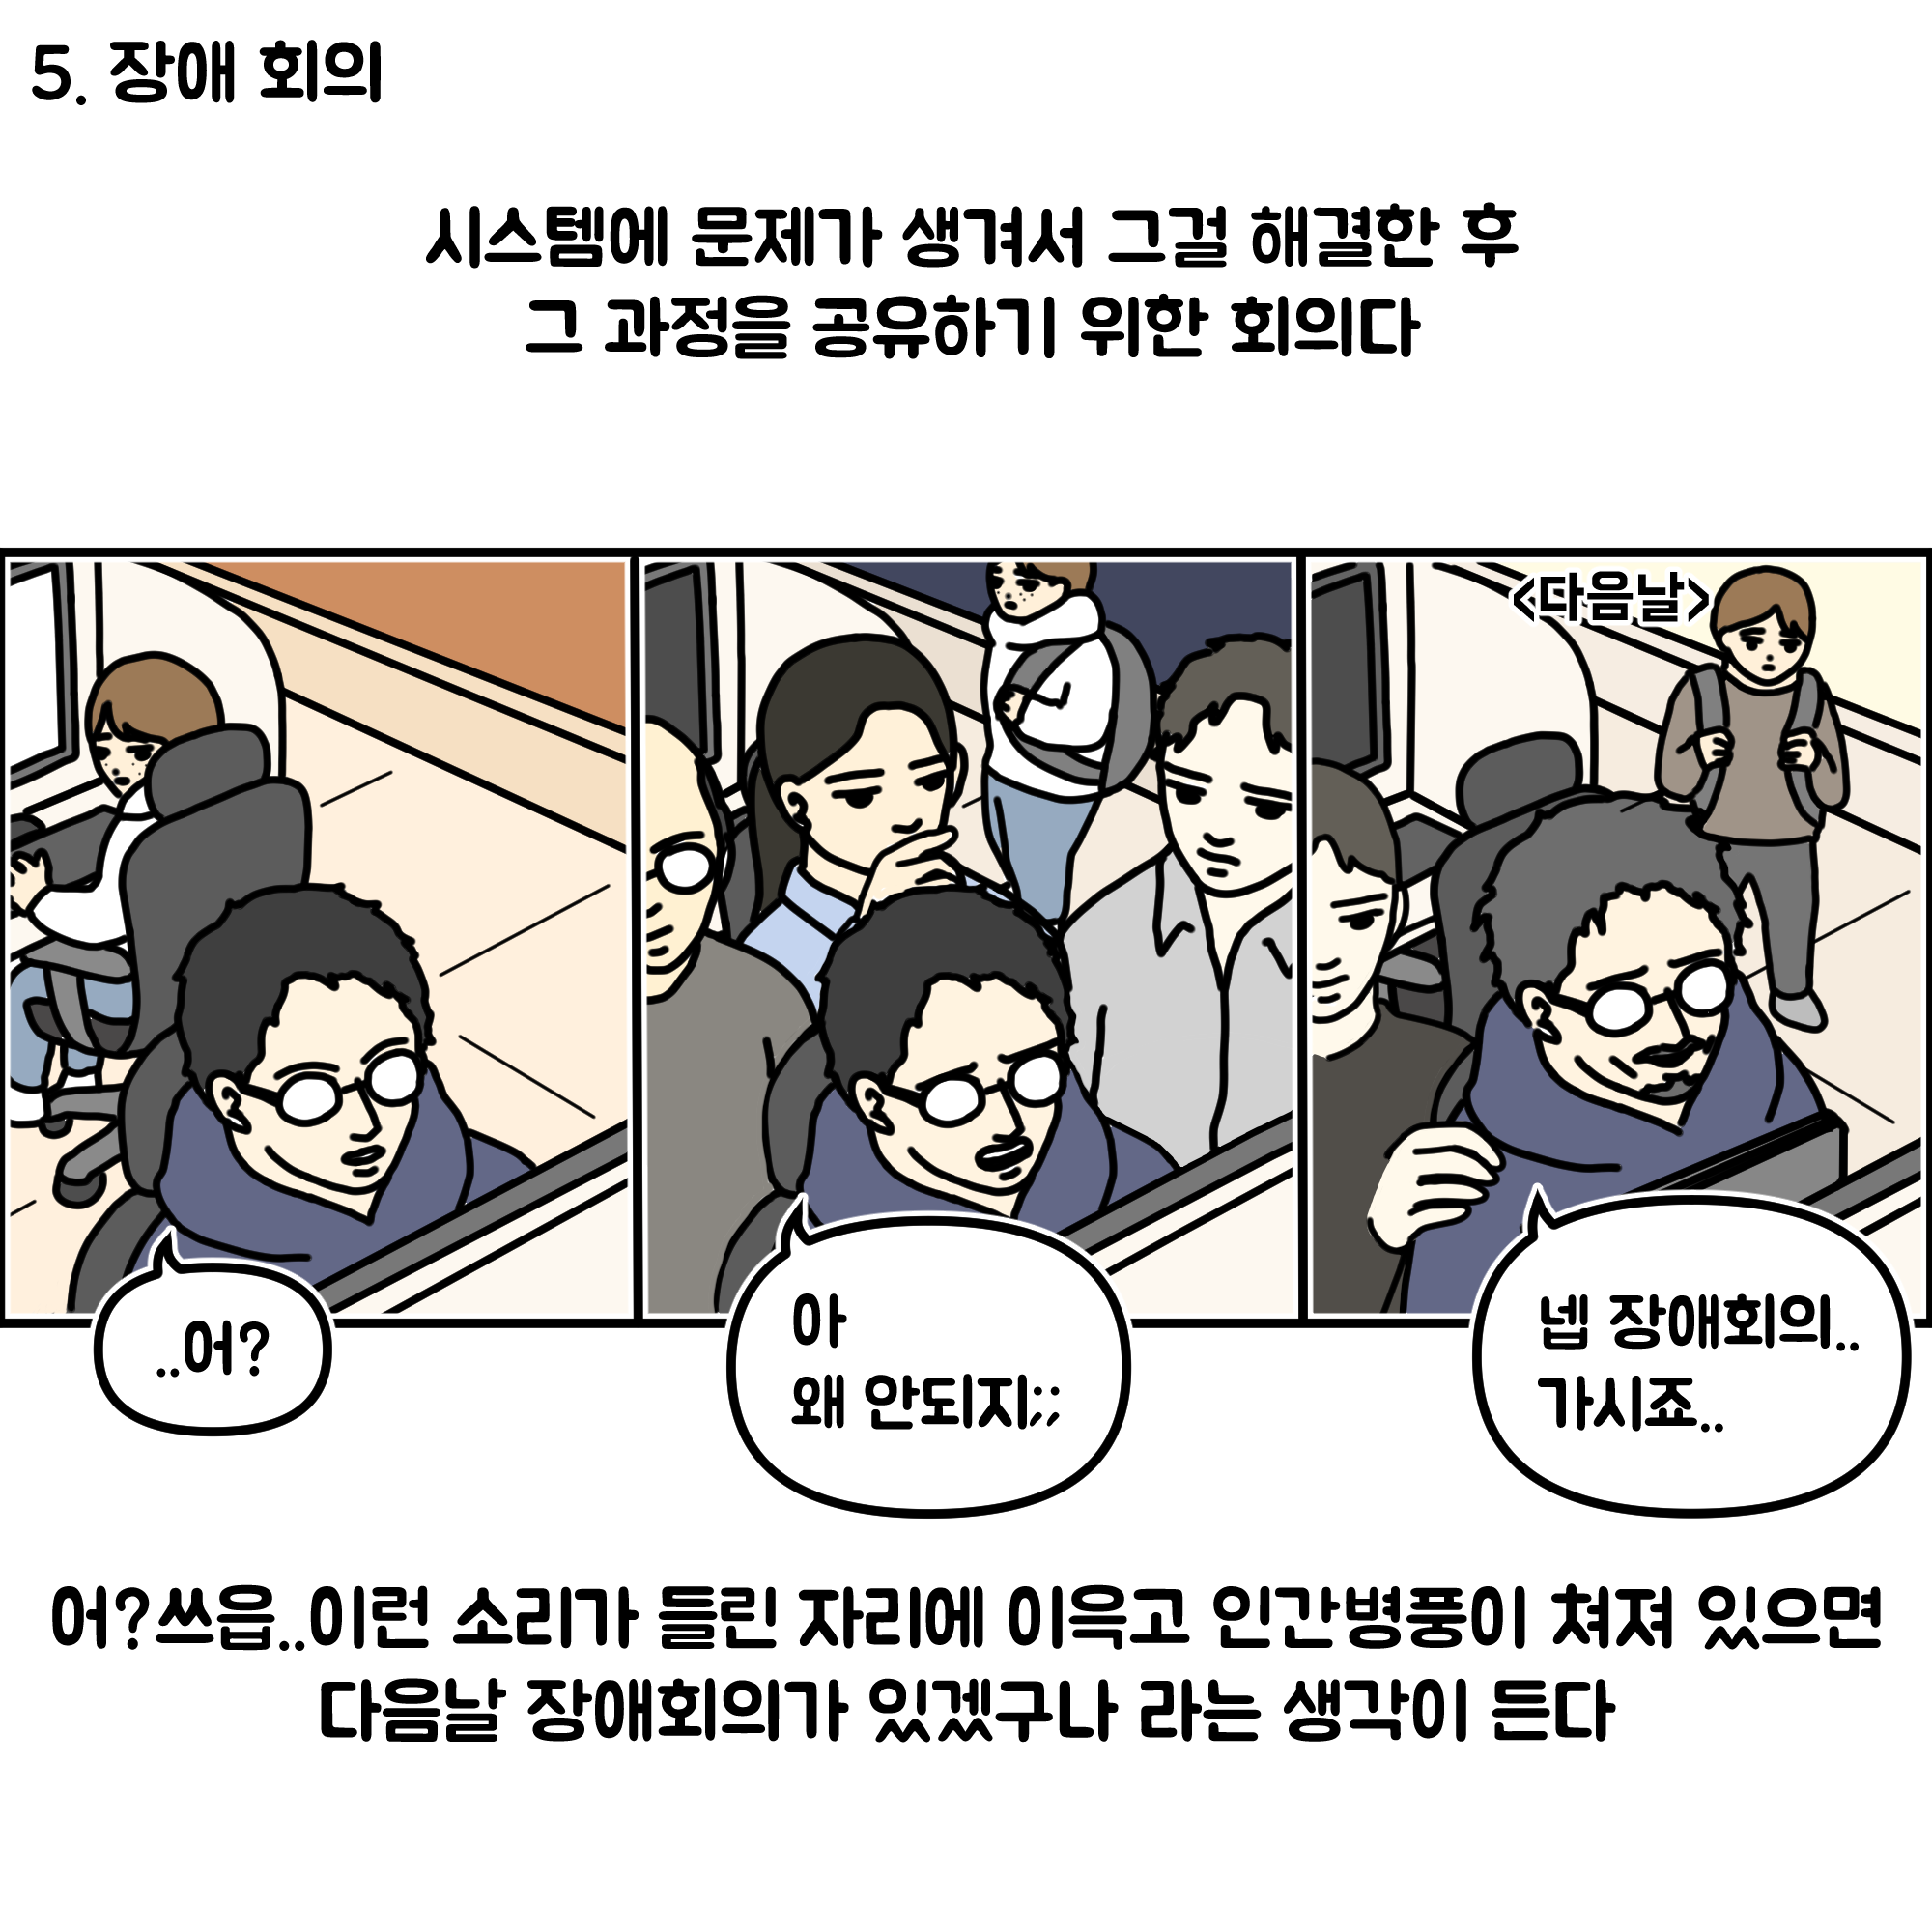 5. 장애 회의
시스템에 문제가 생겨서 그걸 해결한 후
그 과정을 공유하기 위한 회의다
<다음날>
..어?
아
왜 안되지;;
넵 장애회의..
가시죠..
어?쓰읍..이런 소리가 들린 자리에 이윽고 인간병풍이 쳐져 있으면
다음날 장애회의가 있겠구나 라는 생각이 든다